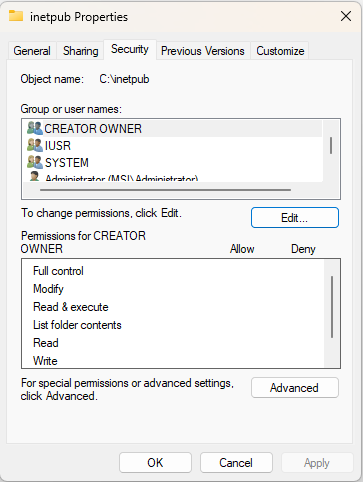 inetpub Properties
General Sharing Security Previous Versions Customize
Object name: C:\inetpub
Group or user names:
CREATOR OWNER
IUSR
SYSTEM
Administrator (MSI\Administrator)
To change permissions, click Edit.
Edit...
Permissions for CREATOR
OWNER Allow Deny
Full control
Modify
Read & execute
List folder contents
Read
Write
For special permissions or advanced settings,
click Advanced.
Advanced
OK Cancel Apply